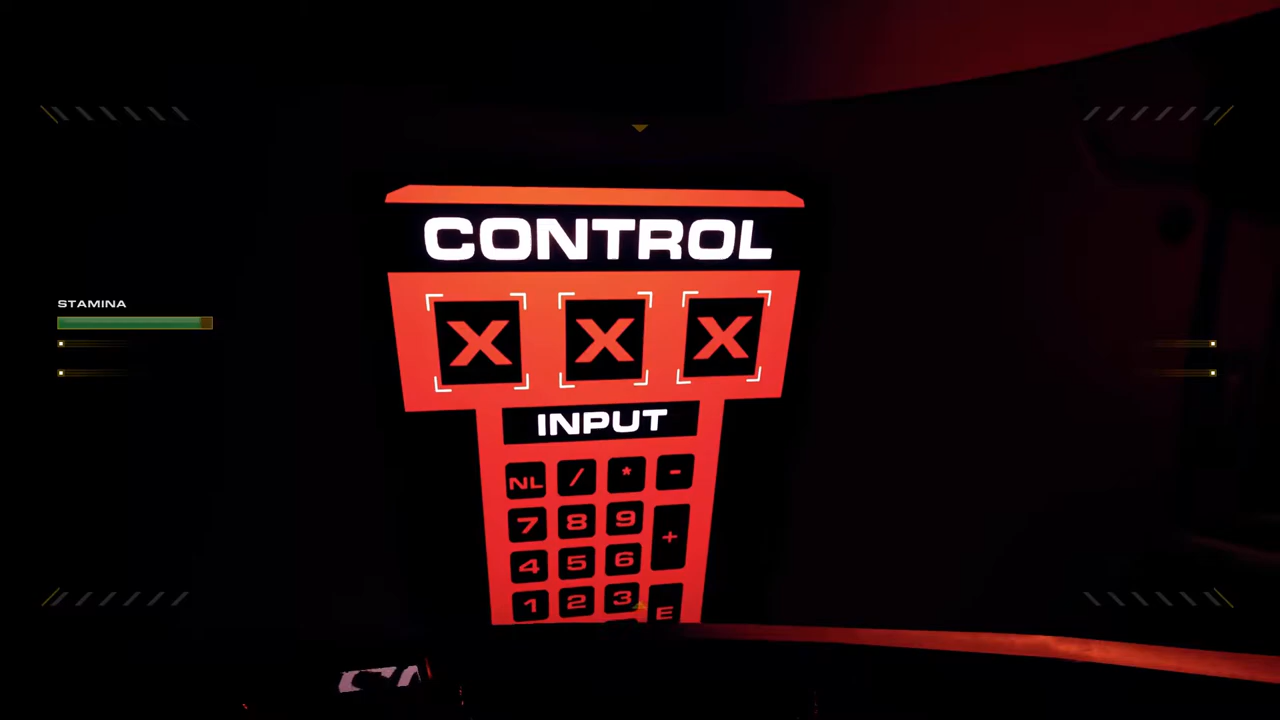 CONTROL
STAMINA
X X X
INPUT
NL / * -
7 8 9 +
4 5 6
1 2 3 E